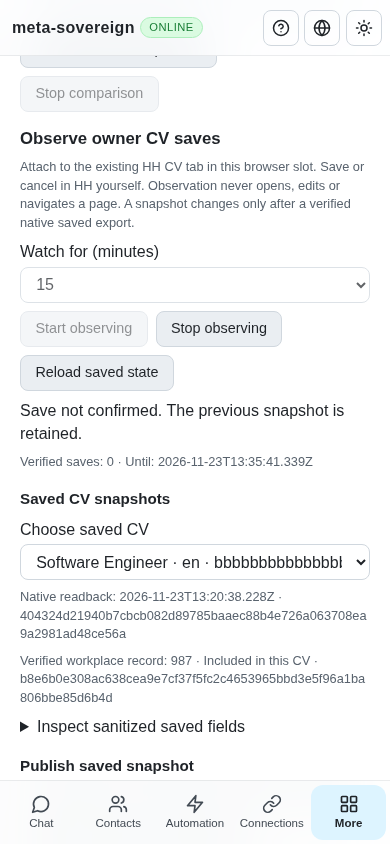 meta-sovereign ONLINE
Stop comparison
Observe owner CV saves
Attach to the existing HH CV tab in this browser slot. Save or
cancel in HH yourself. Observation never opens, edits or
navigates a page. A snapshot changes only after a verified
native saved export.
Watch for (minutes)
15
Start observing Stop observing
Reload saved state
Save not confirmed. The previous snapshot is
retained.
Verified saves: 0 · Until: 2026-11-23T13:35:41.339Z
Saved CV snapshots
Choose saved CV
Software Engineer · en · bbbbbbbbbbbbbbb
Native readback: 2026-11-23T13:20:38.228Z ·
404324d21940b7cbcb082d89785baaec88b4e726a063708ea
9a2981ad48ce56a
Verified workplace record: 987 · Included in this CV ·
b8e6b0e308ac638cea9e7cf37f5fc2c4653965bbd3e5f96a1ba
806bbe85d6b4d
Inspect sanitized saved fields
Publish saved snapshot
Chat Contacts Automation Connections More